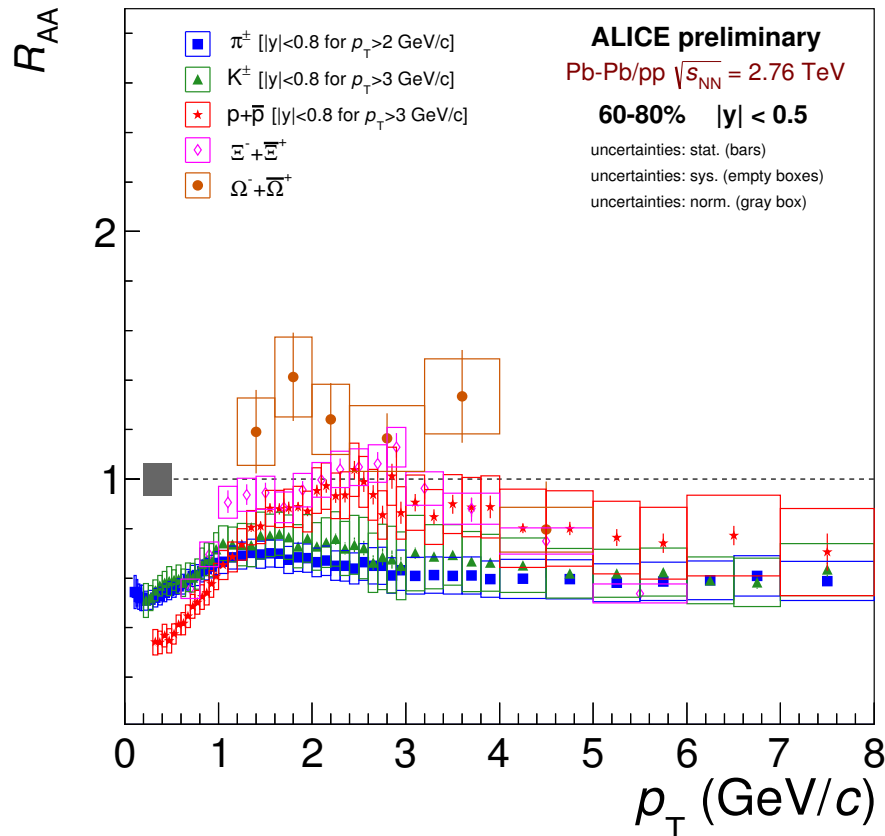 R_AA
π± [|y|<0.8 for p_T>2 GeV/c]
K± [|y|<0.8 for p_T>3 GeV/c]
p+p̅ [|y|<0.8 for p_T>3 GeV/c]
Ξ⁻+Ξ̅⁺
Ω⁻+Ω̅⁺
ALICE preliminary
Pb-Pb/pp √s_NN = 2.76 TeV
60-80% |y| < 0.5
uncertainties: stat. (bars)
uncertainties: sys. (empty boxes)
uncertainties: norm. (gray box)
2
1
0 1 2 3 4 5 6 7 8
p_T (GeV/c)